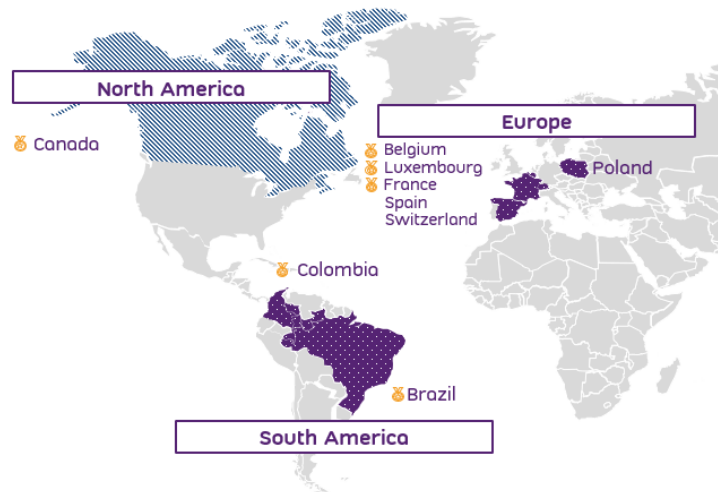 North America
Canada
Europe
Belgium
Luxembourg
France
Spain
Switzerland
Poland
Colombia
Brazil
South America